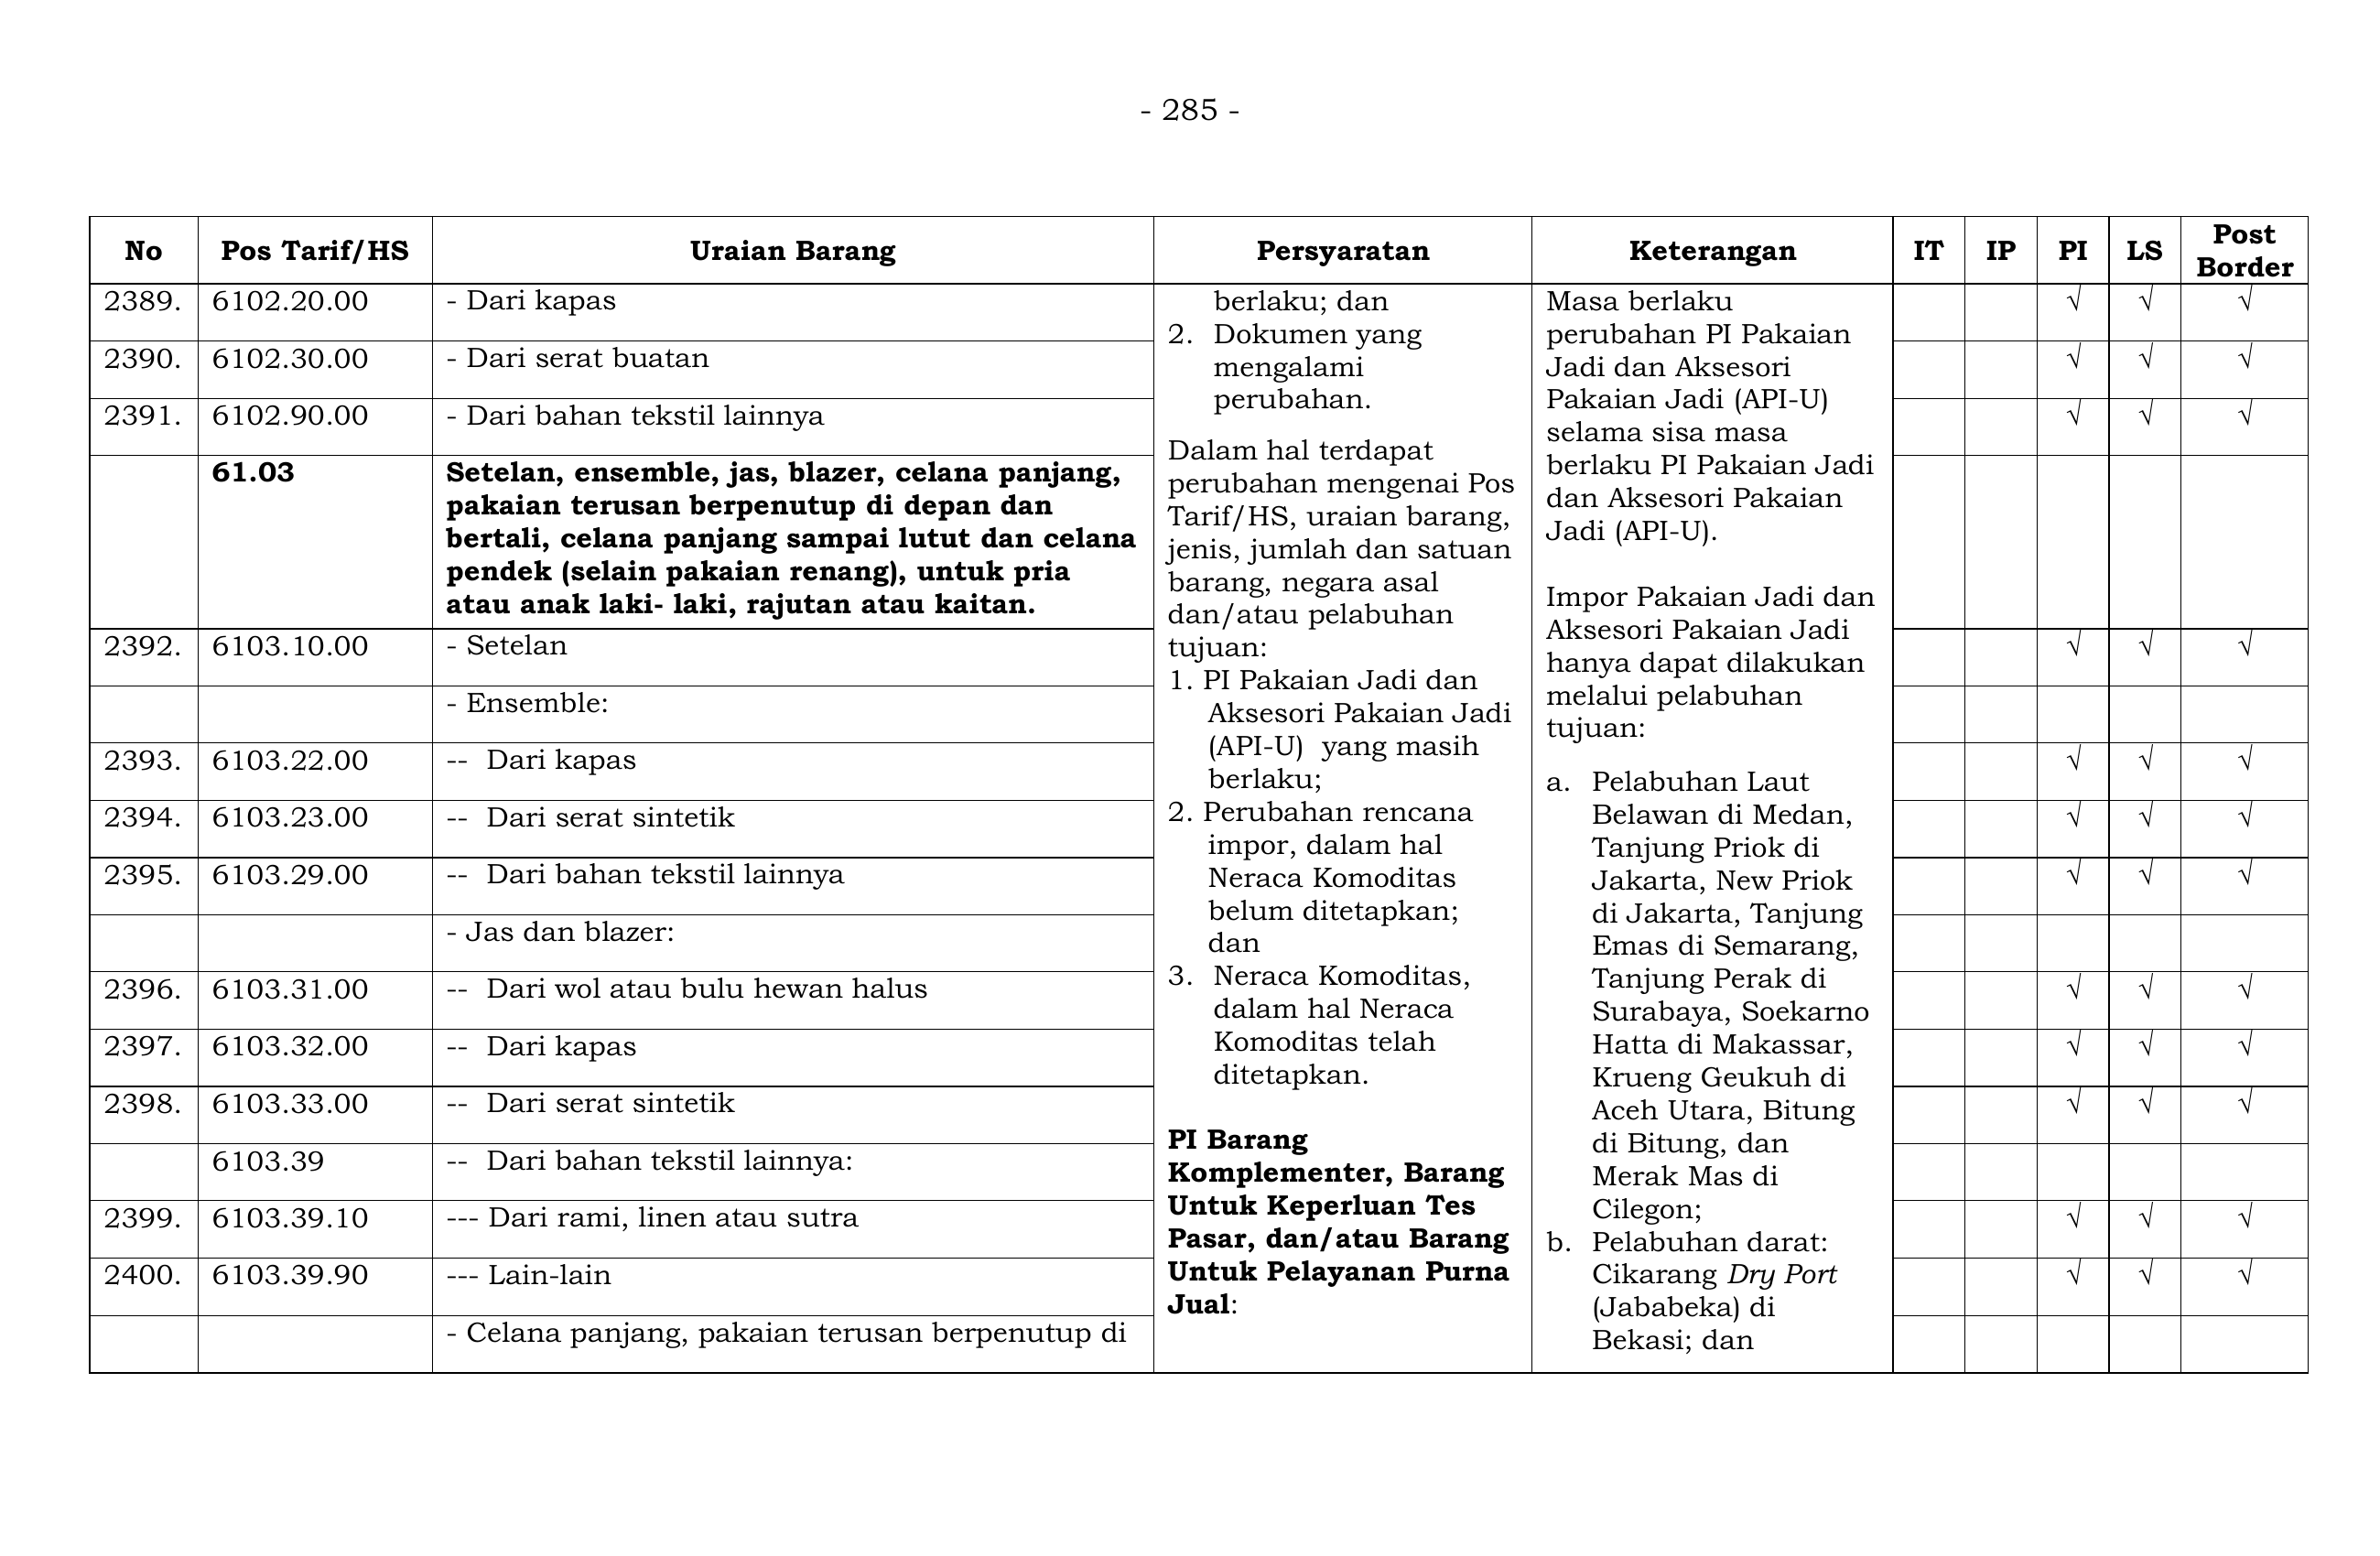 - 285 -
No Pos Tarif/HS Uraian Barang Persyaratan Keterangan IT IP PI LS Post Border
2389. 6102.20.00 - Dari kapas √ √ √
2390. 6102.30.00 - Dari serat buatan √ √ √
2391. 6102.90.00 - Dari bahan tekstil lainnya √ √ √
61.03 Setelan, ensemble, jas, blazer, celana panjang,
pakaian terusan berpenutup di depan dan
bertali, celana panjang sampai lutut dan celana
pendek (selain pakaian renang), untuk pria
atau anak laki- laki, rajutan atau kaitan.
2392. 6103.10.00 - Setelan √ √ √
- Ensemble:
2393. 6103.22.00 -- Dari kapas √ √ √
2394. 6103.23.00 -- Dari serat sintetik √ √ √
2395. 6103.29.00 -- Dari bahan tekstil lainnya √ √ √
- Jas dan blazer:
2396. 6103.31.00 -- Dari wol atau bulu hewan halus √ √ √
2397. 6103.32.00 -- Dari kapas √ √ √
2398. 6103.33.00 -- Dari serat sintetik √ √ √
6103.39 -- Dari bahan tekstil lainnya:
2399. 6103.39.10 --- Dari rami, linen atau sutra √ √ √
2400. 6103.39.90 --- Lain-lain √ √ √
- Celana panjang, pakaian terusan berpenutup di
berlaku; dan
2. Dokumen yang
mengalami
perubahan.
Dalam hal terdapat
perubahan mengenai Pos
Tarif/HS, uraian barang,
jenis, jumlah dan satuan
barang, negara asal
dan/atau pelabuhan
tujuan:
1. PI Pakaian Jadi dan
Aksesori Pakaian Jadi
(API-U) yang masih
berlaku;
2. Perubahan rencana
impor, dalam hal
Neraca Komoditas
belum ditetapkan;
dan
3. Neraca Komoditas,
dalam hal Neraca
Komoditas telah
ditetapkan.
PI Barang
Komplementer, Barang
Untuk Keperluan Tes
Pasar, dan/atau Barang
Untuk Pelayanan Purna
Jual:
Masa berlaku
perubahan PI Pakaian
Jadi dan Aksesori
Pakaian Jadi (API-U)
selama sisa masa
berlaku PI Pakaian Jadi
dan Aksesori Pakaian
Jadi (API-U).
Impor Pakaian Jadi dan
Aksesori Pakaian Jadi
hanya dapat dilakukan
melalui pelabuhan
tujuan:
a. Pelabuhan Laut
Belawan di Medan,
Tanjung Priok di
Jakarta, New Priok
di Jakarta, Tanjung
Emas di Semarang,
Tanjung Perak di
Surabaya, Soekarno
Hatta di Makassar,
Krueng Geukuh di
Aceh Utara, Bitung
di Bitung, dan
Merak Mas di
Cilegon;
b. Pelabuhan darat:
Cikarang Dry Port
(Jababeka) di
Bekasi; dan